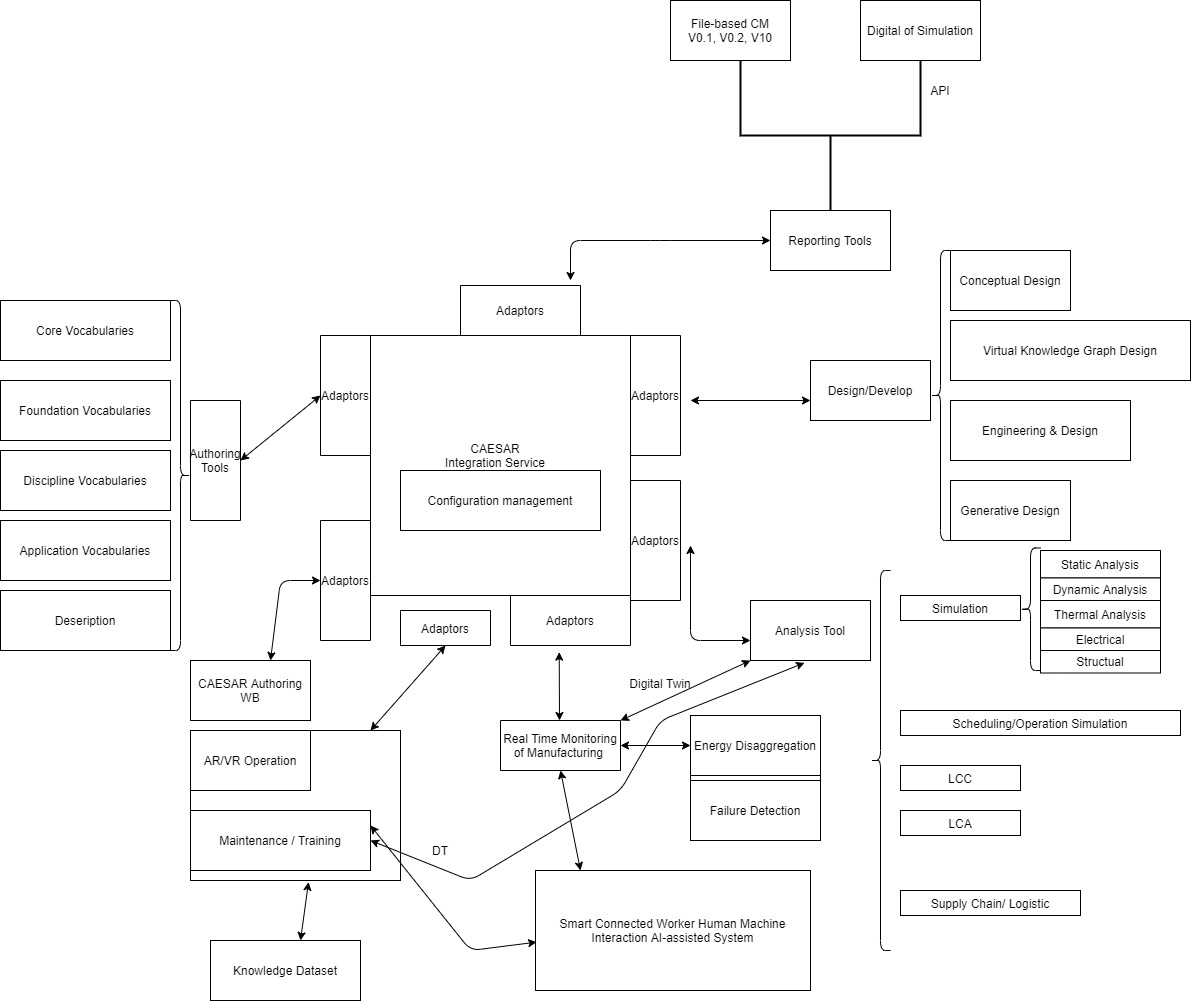 File-based CM
V0.1, V0.2, V10
Digital of Simulation
API
Reporting Tools
Adaptors
Conceptual Design
Virtual Knowledge Graph Design
Engineering & Design
Generative Design
Design/Develop
Core Vocabularies
Foundation Vocabularies
Discipline Vocabularies
Application Vocabularies
Deseription
Authoring
Tools
Adaptors
Adaptors
CAESAR
Integration Service
Configuration management
Adaptors
Adaptors
Adaptors
Adaptors
CAESAR Authoring
WB
Analysis Tool
Simulation
Static Analysis
Dynamic Analysis
Thermal Analysis
Electrical
Structual
Digital Twin
AR/VR Operation
Real Time Monitoring
of Manufacturing
Energy Disaggregation
Failure Detection
Scheduling/Operation Simulation
LCC
LCA
Supply Chain/ Logistic
Maintenance / Training
DT
Smart Connected Worker Human Machine
Interaction AI-assisted System
Knowledge Dataset